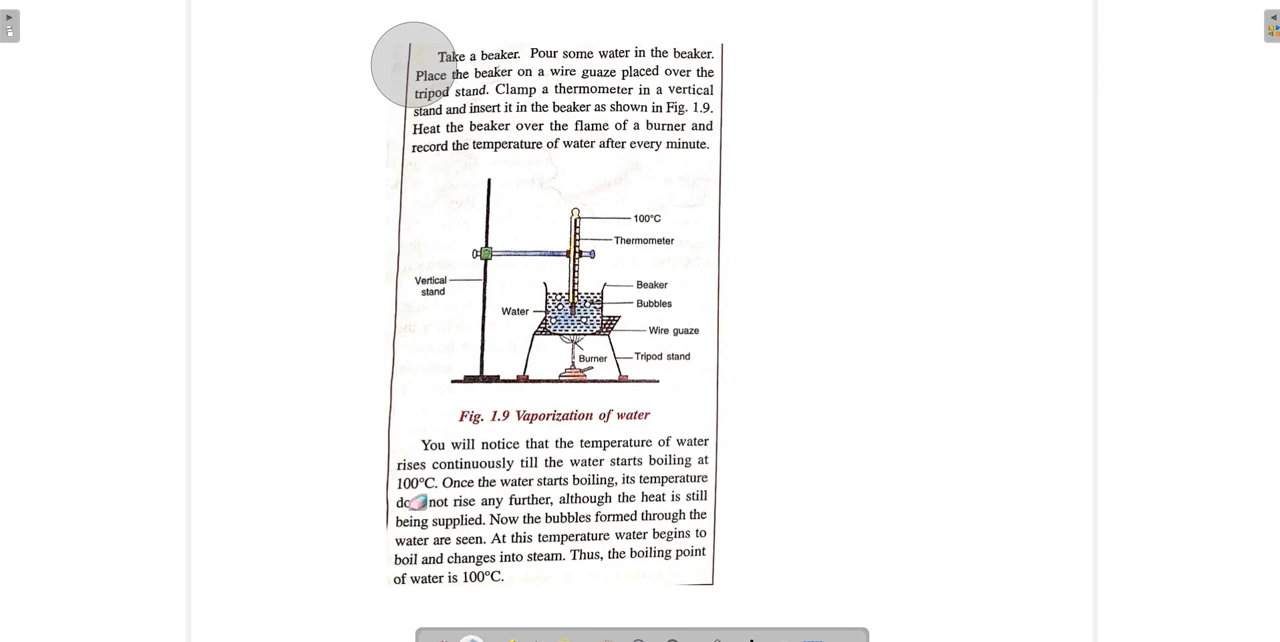 Take a beaker. Pour some water in the beaker.
Place the beaker on a wire guaze placed over the
tripod stand. Clamp a thermometer in a vertical
stand and insert it in the beaker as shown in Fig. 1.9.
Heat the beaker over the flame of a burner and
record the temperature of water after every minute.
100°C
Thermometer
Vertical
stand
Beaker
Bubbles
Water
Wire guaze
Burner
Tripod stand
Fig. 1.9 Vaporization of water
You will notice that the temperature of water
rises continuously till the water starts boiling at
100°C. Once the water starts boiling, its temperature
not rise any further, although the heat is still
being supplied. Now the bubbles formed through the
water are seen. At this temperature water begins to
boil and changes into steam. Thus, the boiling point
of water is 100°C.